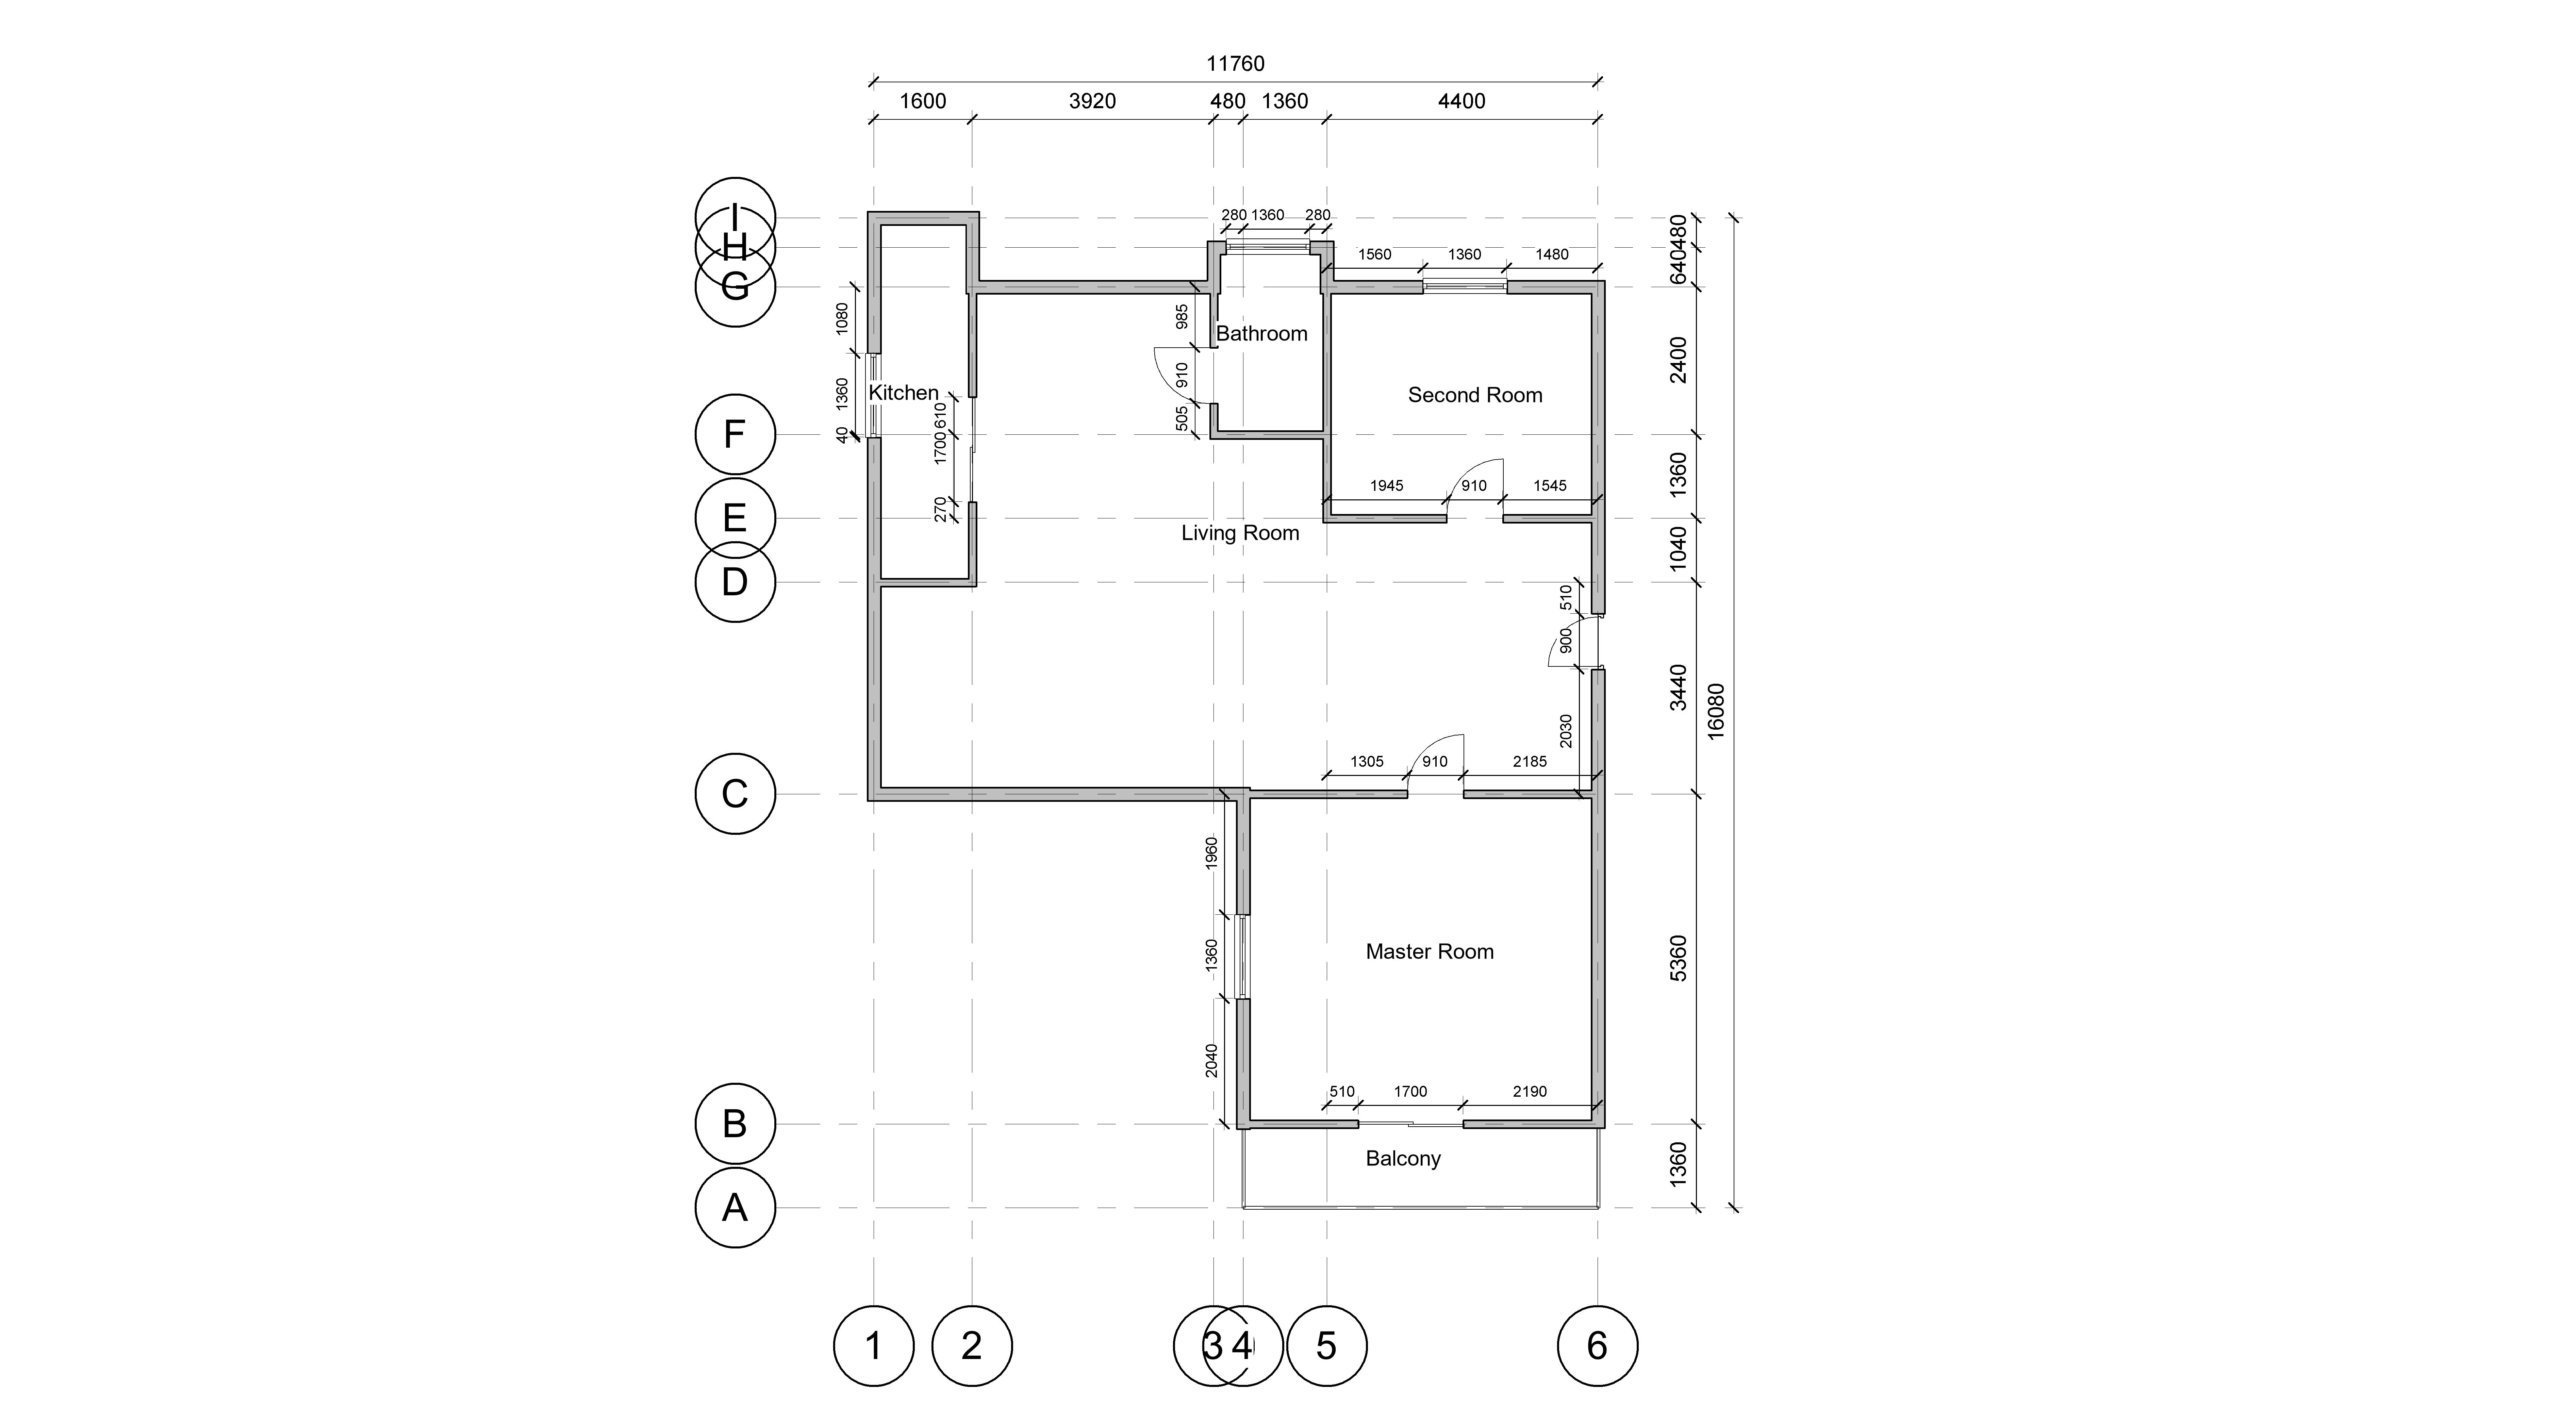 11760
1600 3920 480 1360 4400
I
H
G
F
E
D
C
B
A
280 1360 280
1560 1360 1480
480
640
2400
1360
1040
3440
5360
1360
16080
1080
1360
40
985
910
505
610
1700
270
Bathroom
Kitchen
Second Room
1945 910 1545
Living Room
510
900
2030
1305 910 2185
1960
1360
2040
Master Room
510 1700 2190
Balcony
1 2 3 4 5 6